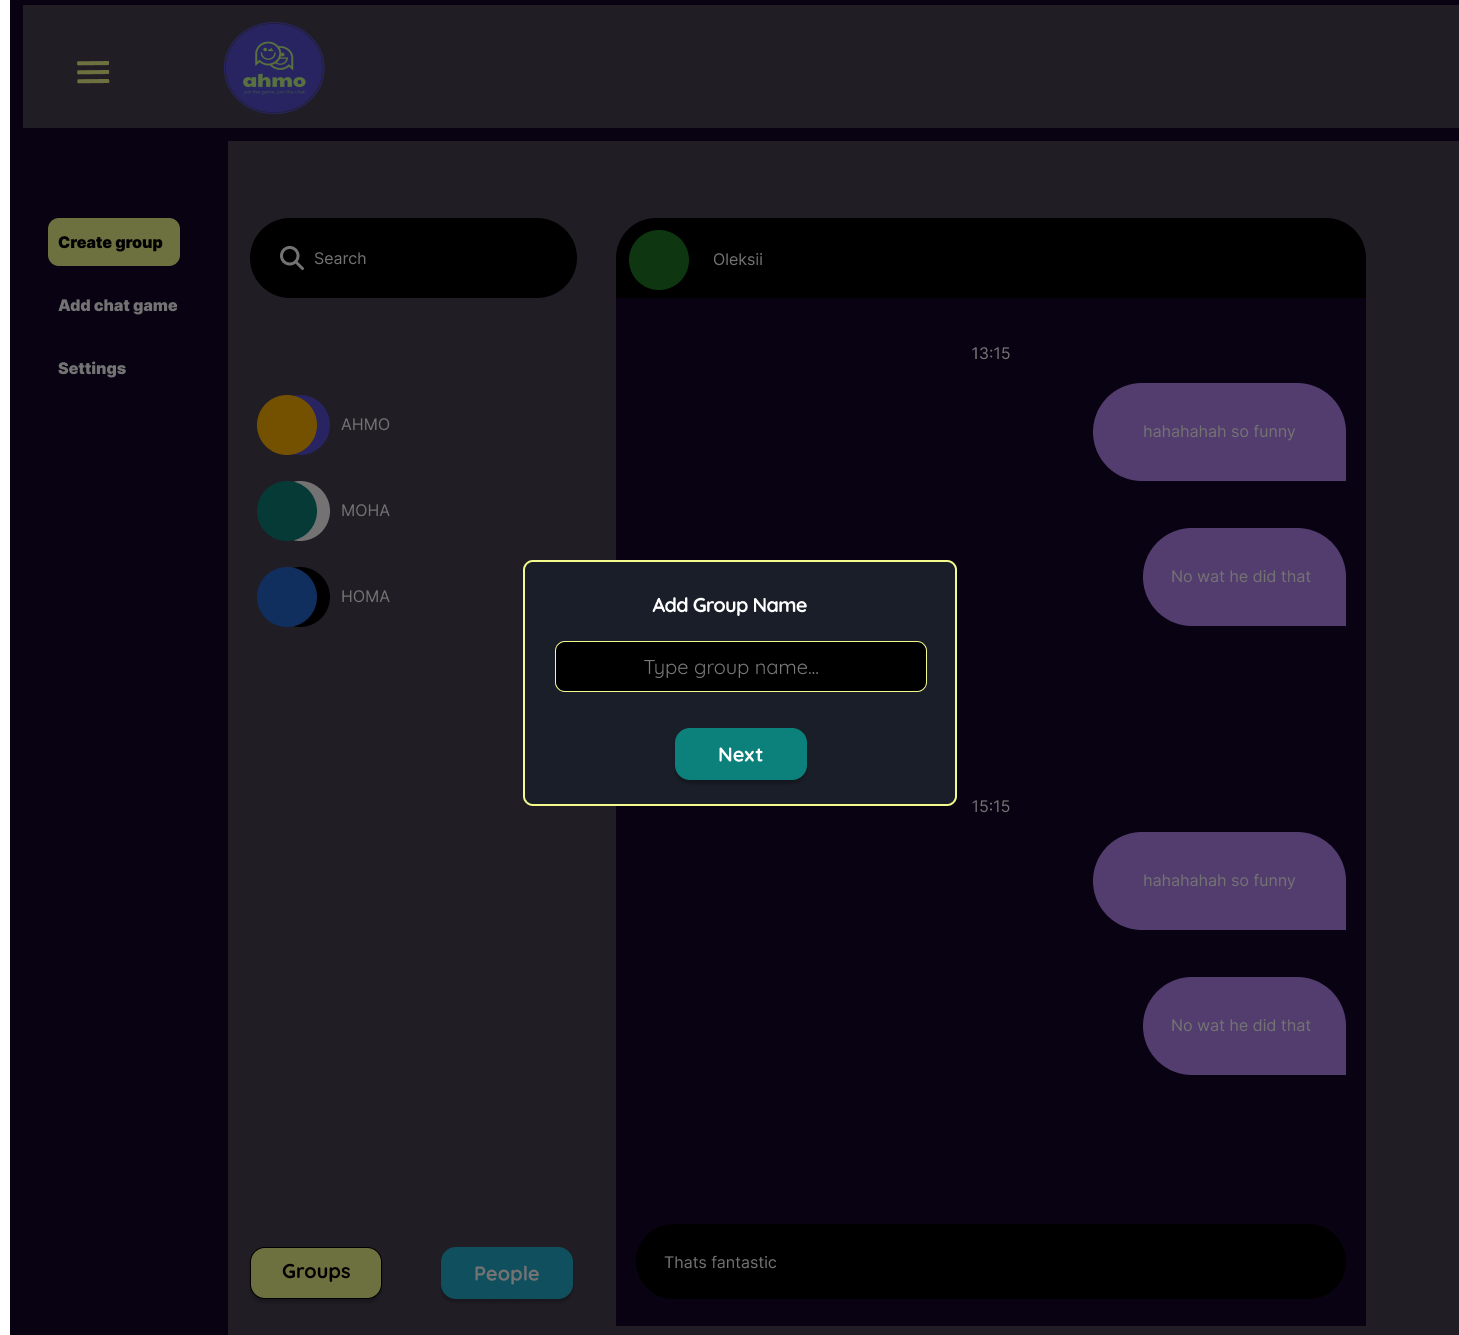 ahmo
Create group
Add chat game
Settings
Search
AHMO
MOHA
HOMA
Groups
People
Oleksii
13:15
hahahahah so funny
No wat he did that
15:15
hahahahah so funny
No wat he did that
Thats fantastic
Add Group Name
Type group name...
Next